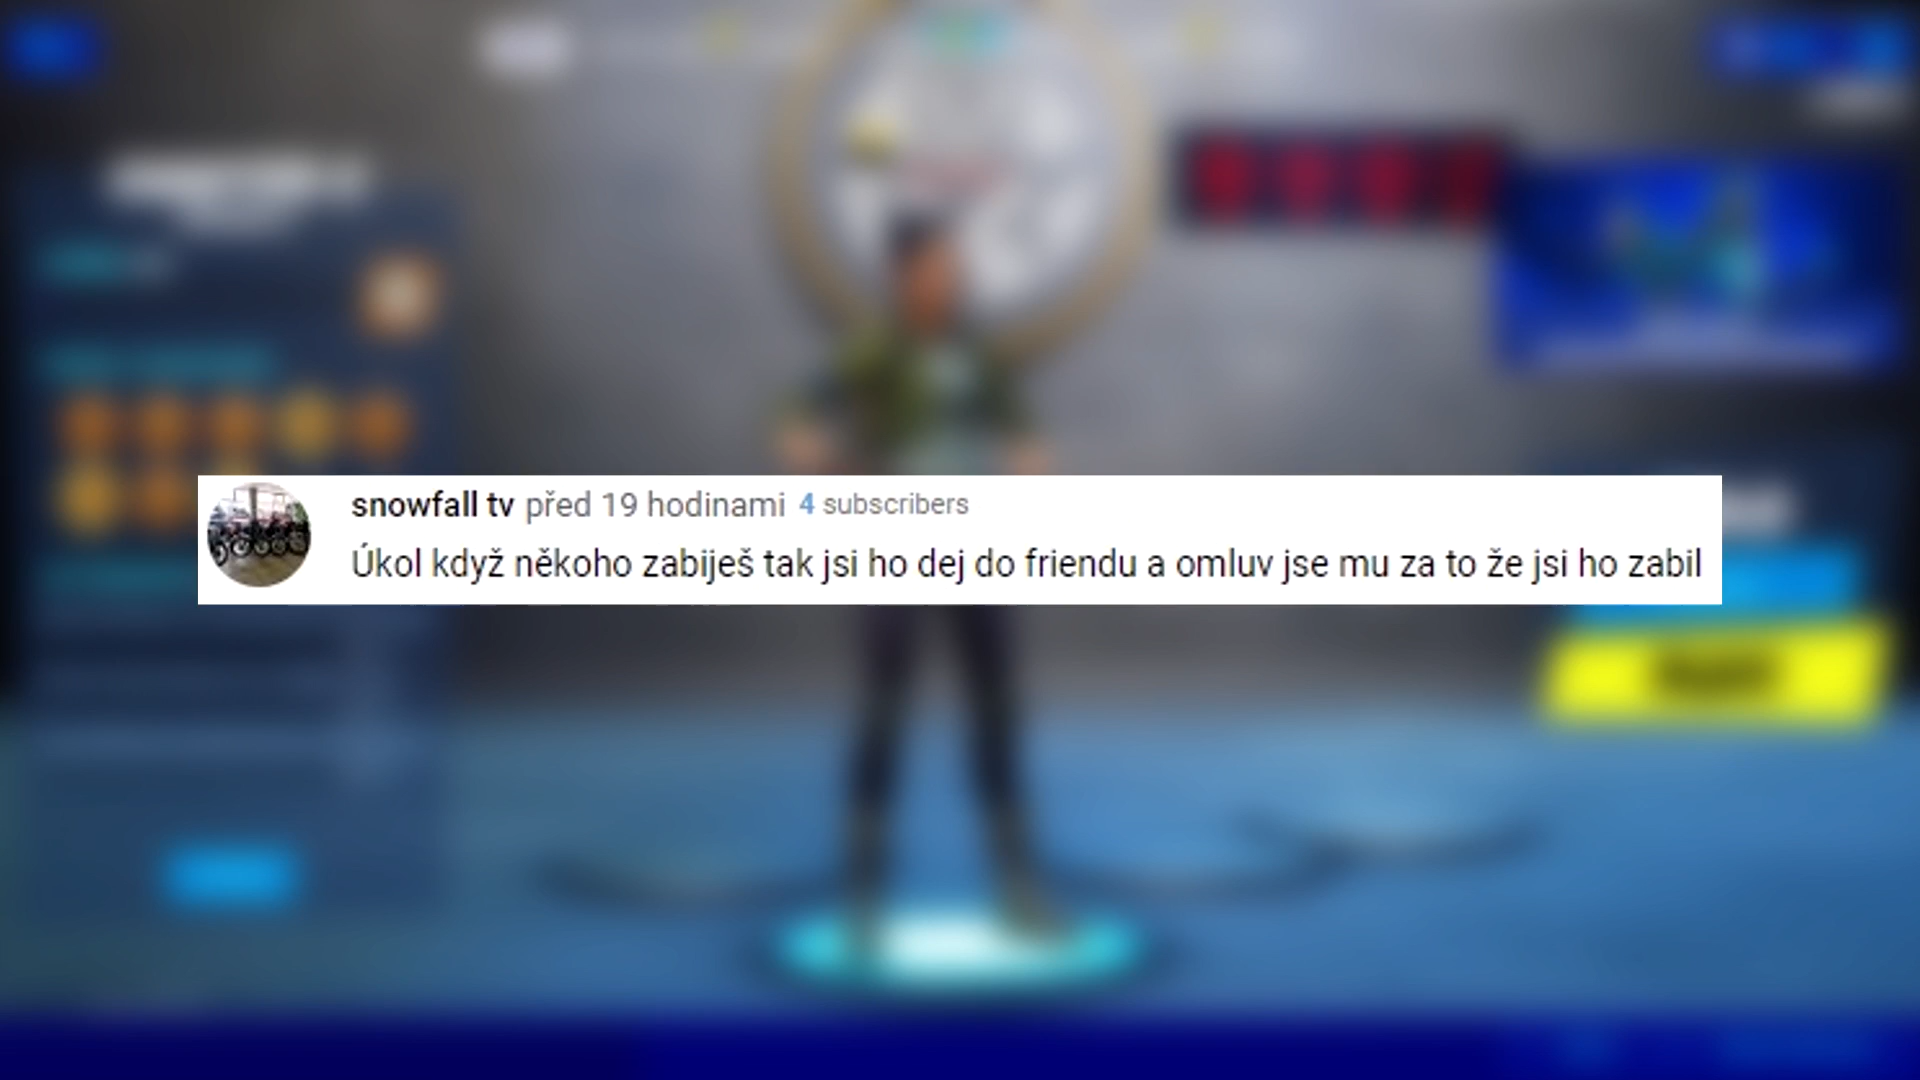 snowfall tv před 19 hodinami 4 subscribers
Úkol když někoho zabiješ tak jsi ho dej do friendu a omluv jse mu za to že jsi ho zabil